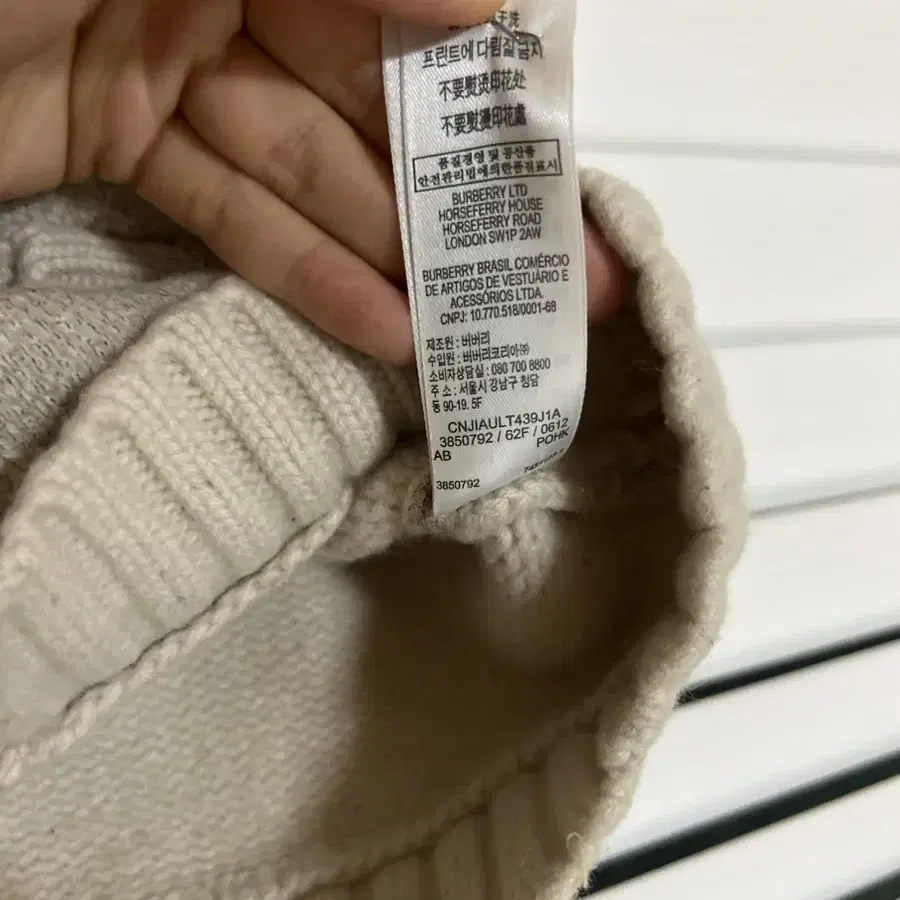 干洗
프린트에 다림질 금지
不要熨烫印花处
不要熨燙印花處
품질경영 및 공산품
안전관리법에의한품질표시
BURBERRY LTD
HORSEFERRY HOUSE
HORSEFERRY ROAD
LONDON SW1P 2AW
BURBERRY BRASIL COMÉRCIO
DE ARTIGOS DE VESTUÁRIO E
ACESSÓRIOS LTDA.
CNPJ: 10.770.518/0001-68
제조원 : 버버리
수입원 : 버버리코리아(주)
소비자상담실 : 080 700 8800
주 소 : 서울시 강남구 청담
동 90-19. 5F
CNJIAULT439J1A
3850792 / 62F / 0612
AB POHK
3850792